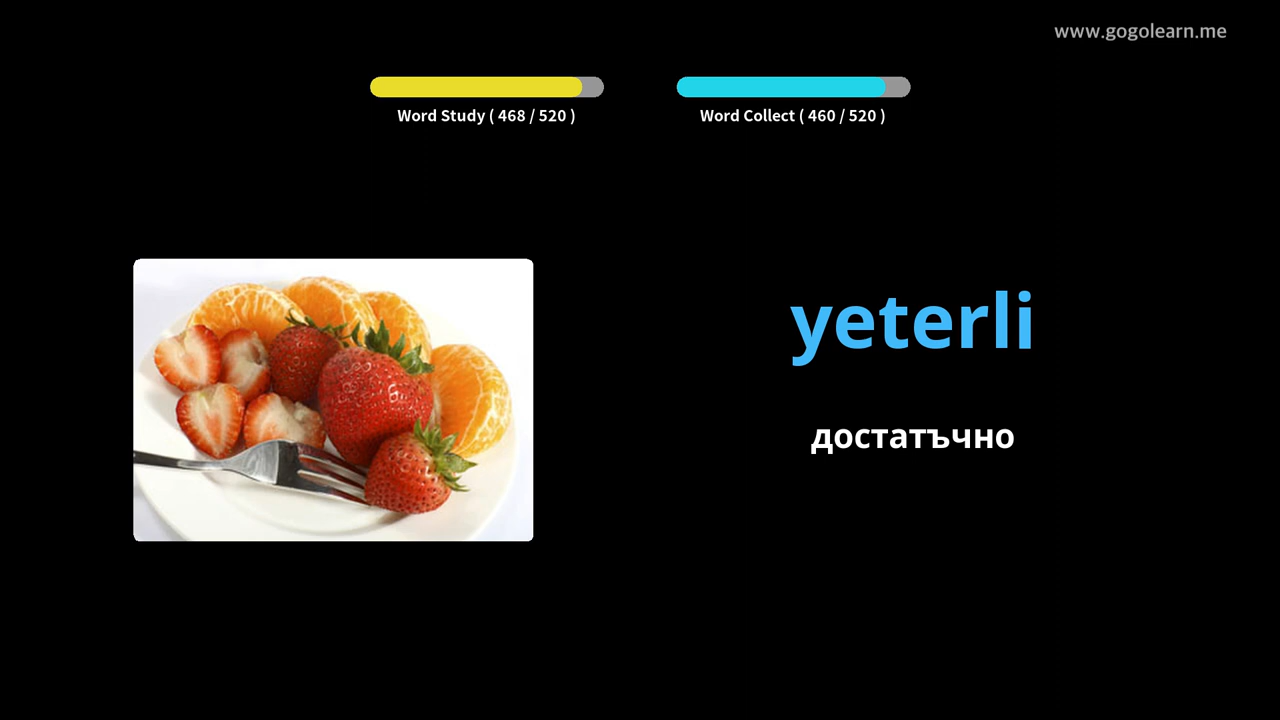 www.gogolearn.me
Word Study ( 468 / 520 )
Word Collect ( 460 / 520 )
yeterli
достатъчно